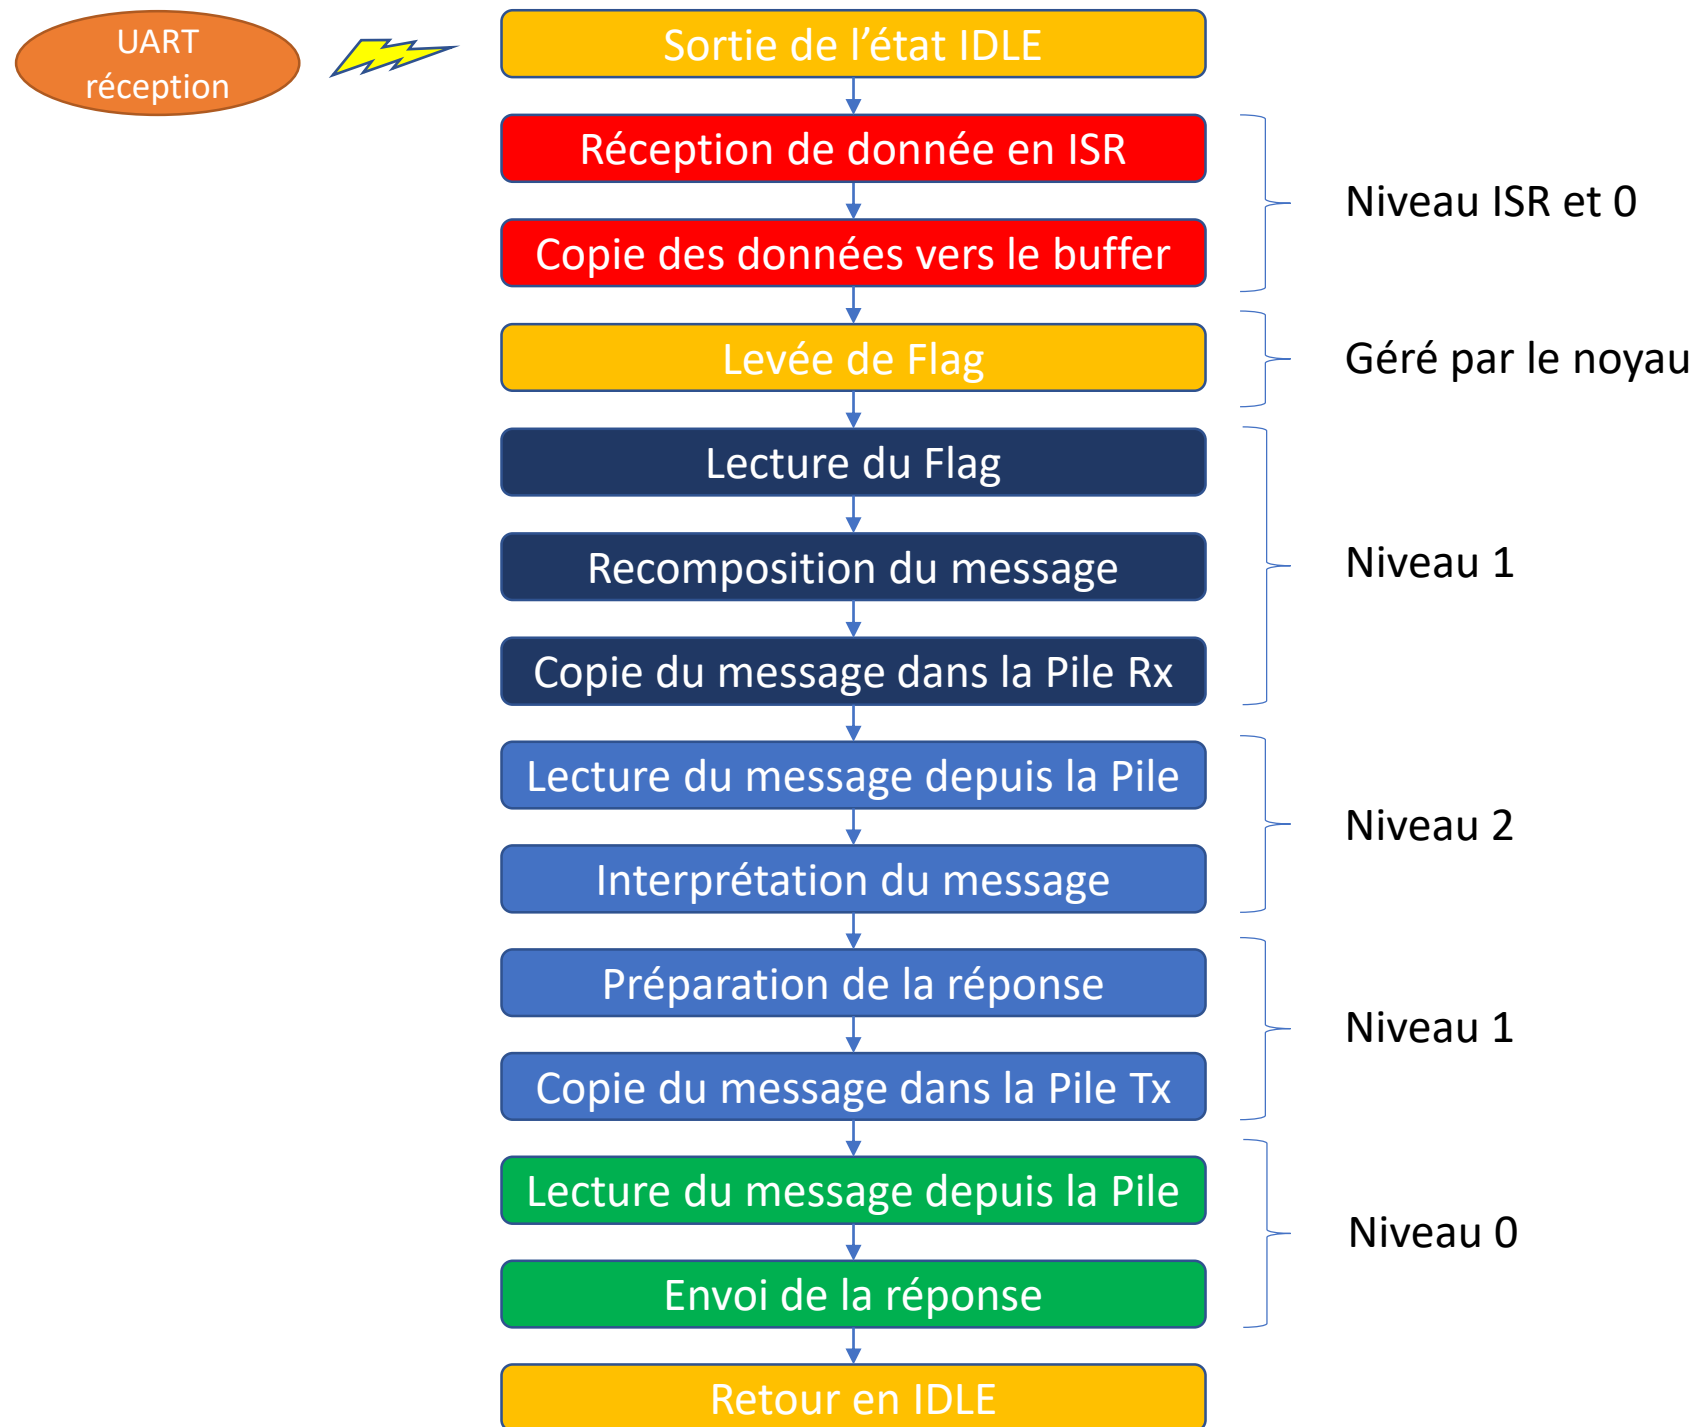 UART
réception
Sortie de l'état IDLE
Réception de donnée en ISR
Niveau ISR et 0
Copie des données vers le buffer
Levée de Flag
Géré par le noyau
Lecture du Flag
Recomposition du message
Niveau 1
Copie du message dans la Pile Rx
Lecture du message depuis la Pile
Niveau 2
Interprétation du message
Préparation de la réponse
Niveau 1
Copie du message dans la Pile Tx
Lecture du message depuis la Pile
Niveau 0
Envoi de la réponse
Retour en IDLE